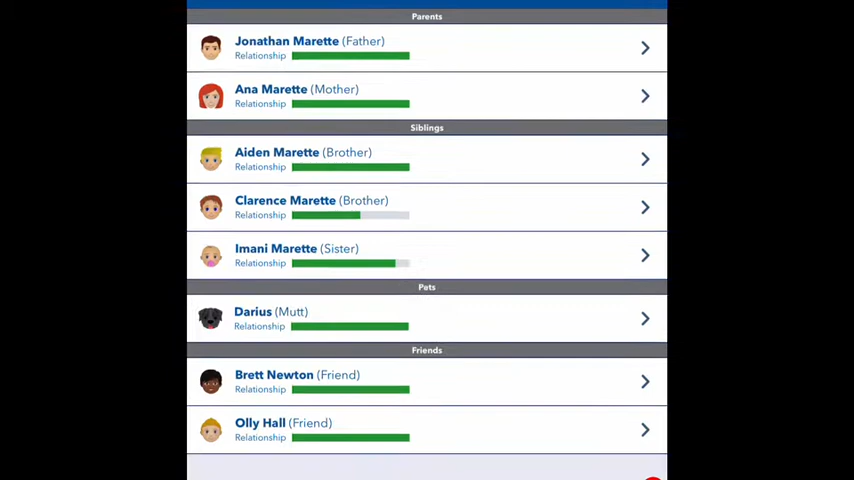 Parents
Jonathan Marette (Father)
Relationship
Ana Marette (Mother)
Relationship
Siblings
Aiden Marette (Brother)
Relationship
Clarence Marette (Brother)
Relationship
Imani Marette (Sister)
Relationship
Pets
Darius (Mutt)
Relationship
Friends
Brett Newton (Friend)
Relationship
Olly Hall (Friend)
Relationship